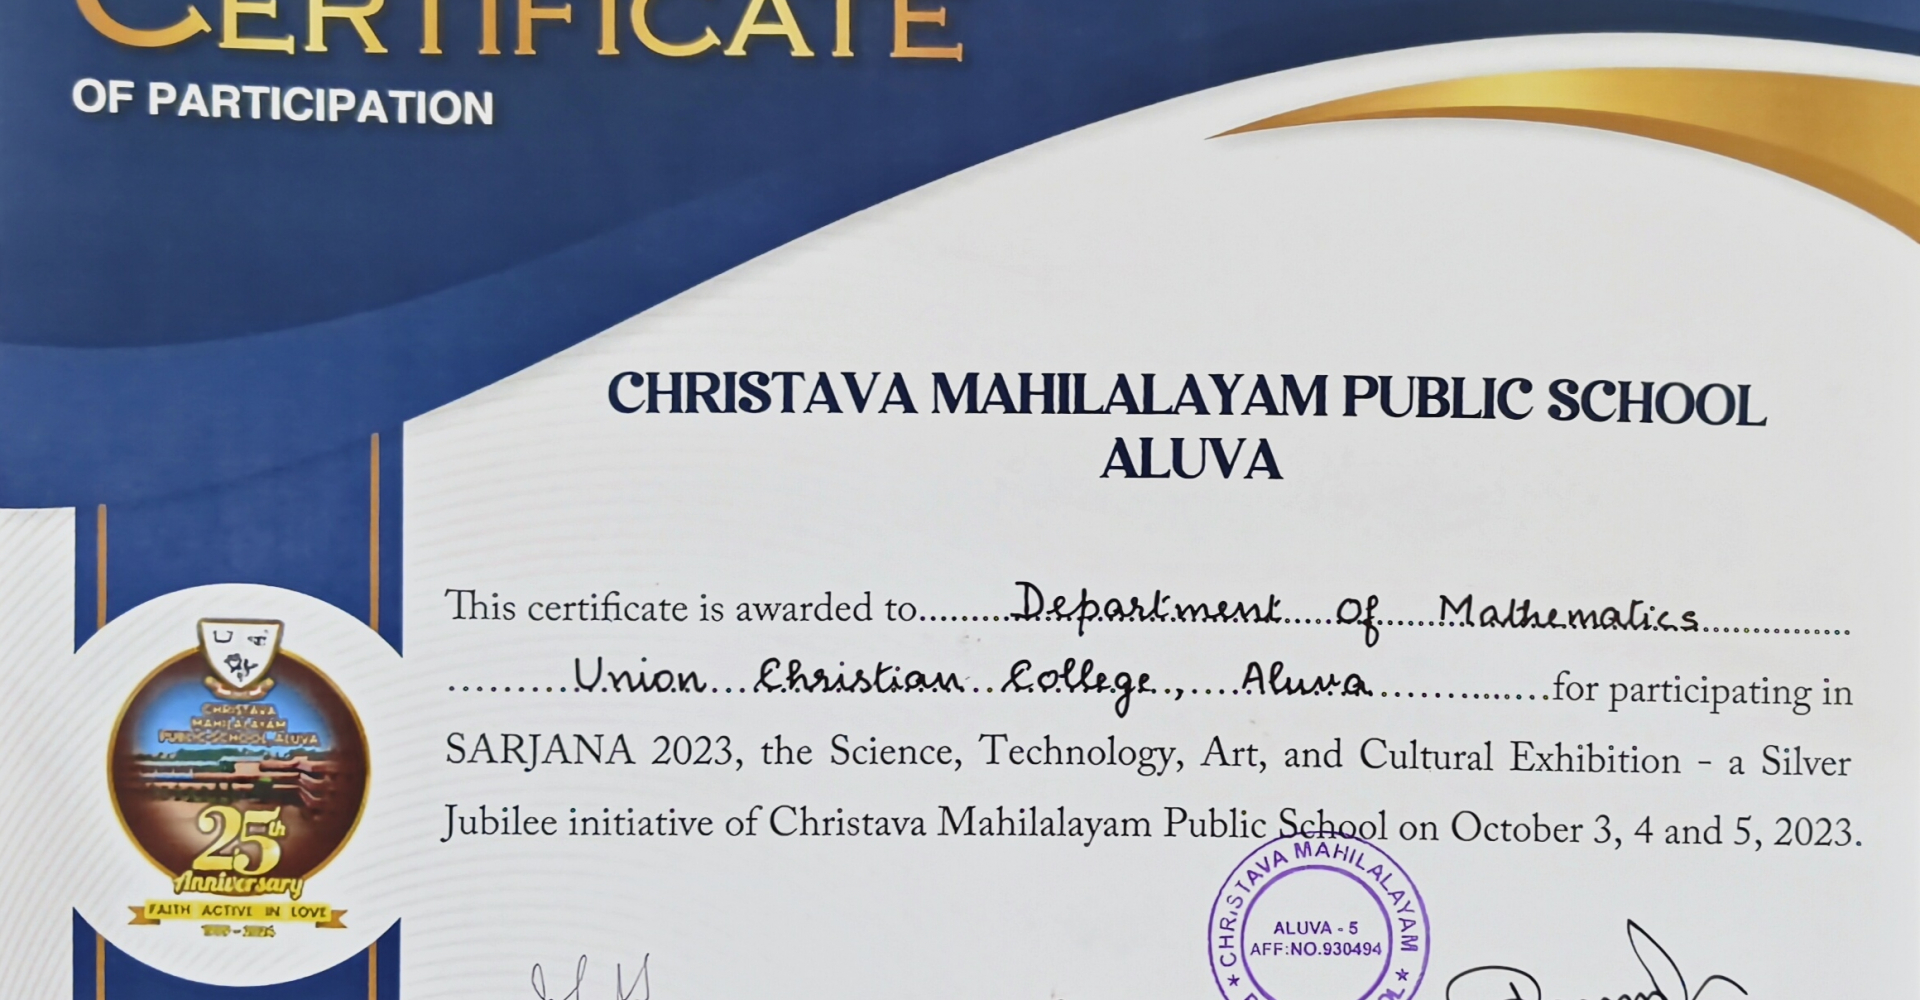 CERTIFICATE
OF PARTICIPATION
CHRISTAVA MAHILALAYAM PUBLIC SCHOOL
ALUVA
This certificate is awarded to.........Department.....Of......Mathematics...............
.........Union...Christian..College.,....Aluva.................for participating in
SARJANA 2023, the Science, Technology, Art, and Cultural Exhibition - a Silver
Jubilee initiative of Christava Mahilalayam Public School on October 3, 4 and 5, 2023.
CHRISTAVA
MAHILALAYAM
PUBLIC SCHOOL, ALUVA
25th
Anniversary
FAITH ACTIVE IN LOVE
★ CHRISTAVA MAHILALAYAM ★
ALUVA - 5
AFF:NO.930494